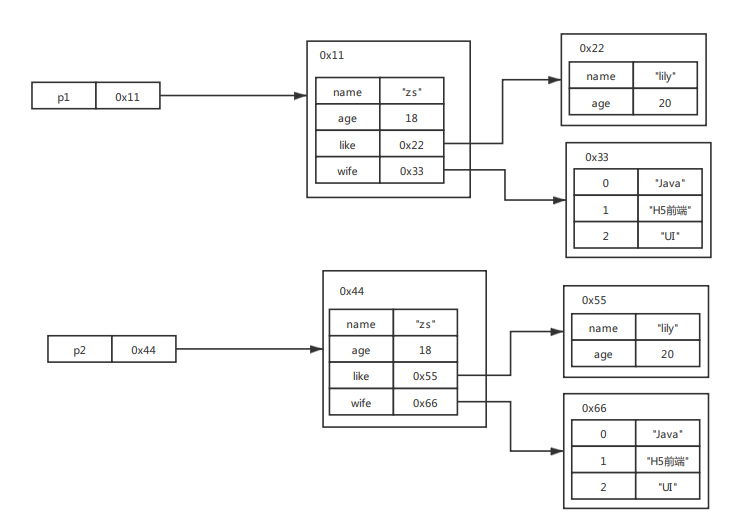 0x11
p1 0x11
name "zs"
age 18
like 0x22
wife 0x33
0x22
name "lily"
age 20
0x33
0 "Java"
1 "H5前端"
2 "UI"
0x44
p2 0x44
name "zs"
age 18
like 0x55
wife 0x66
0x55
name "lily"
age 20
0x66
0 "Java"
1 "H5前端"
2 "UI"